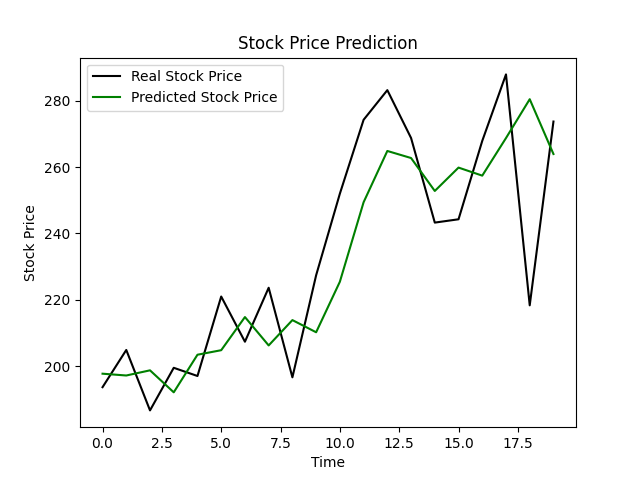 Stock Price Prediction
Real Stock Price
Predicted Stock Price
280
260
240
220
200
Stock Price
0.0 2.5 5.0 7.5 10.0 12.5 15.0 17.5
Time